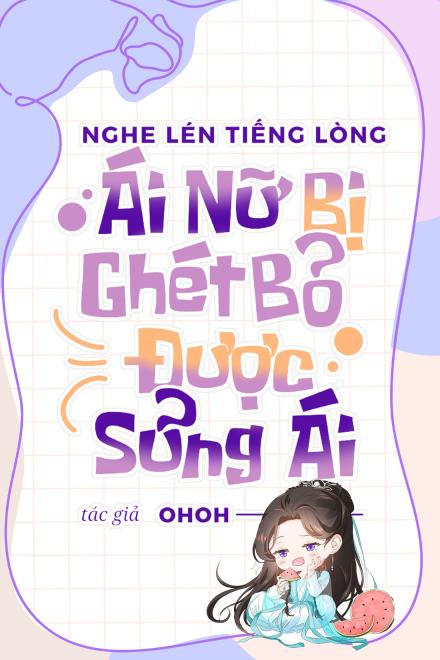 NGHE LÉN TIẾNG LÒNG
Ái Nữ Bị
Ghét Bỏ
Được
Sủng Ái
tác giả OHOH